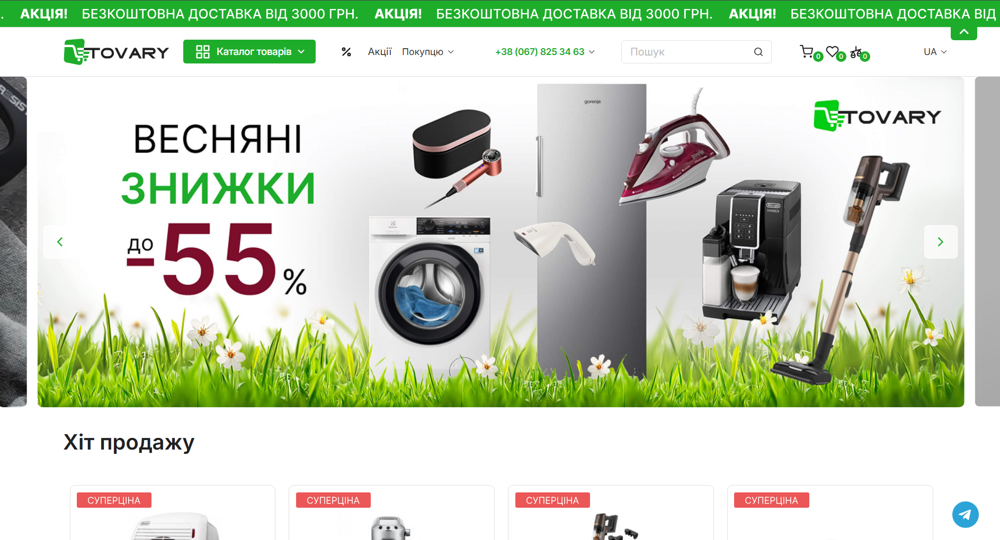 . АКЦІЯ! БЕЗКОШТОВНА ДОСТАВКА ВІД 3000 ГРН. АКЦІЯ! БЕЗКОШТОВНА ДОСТАВКА ВІД 3000 ГРН. АКЦІЯ! БЕЗКОШТОВНА ДОСТАВКА ВІД
TOVARY Каталог товарів % Акції Покупцю +38 (067) 825 34 63 Пошук 0 0 0 UA
gorenje
TOVARY
ВЕСНЯНІ
ЗНИЖКИ
до -55 %
gorenje
DeLonghi
Хіт продажу
СУПЕРЦІНА СУПЕРЦІНА СУПЕРЦІНА СУПЕРЦІНА